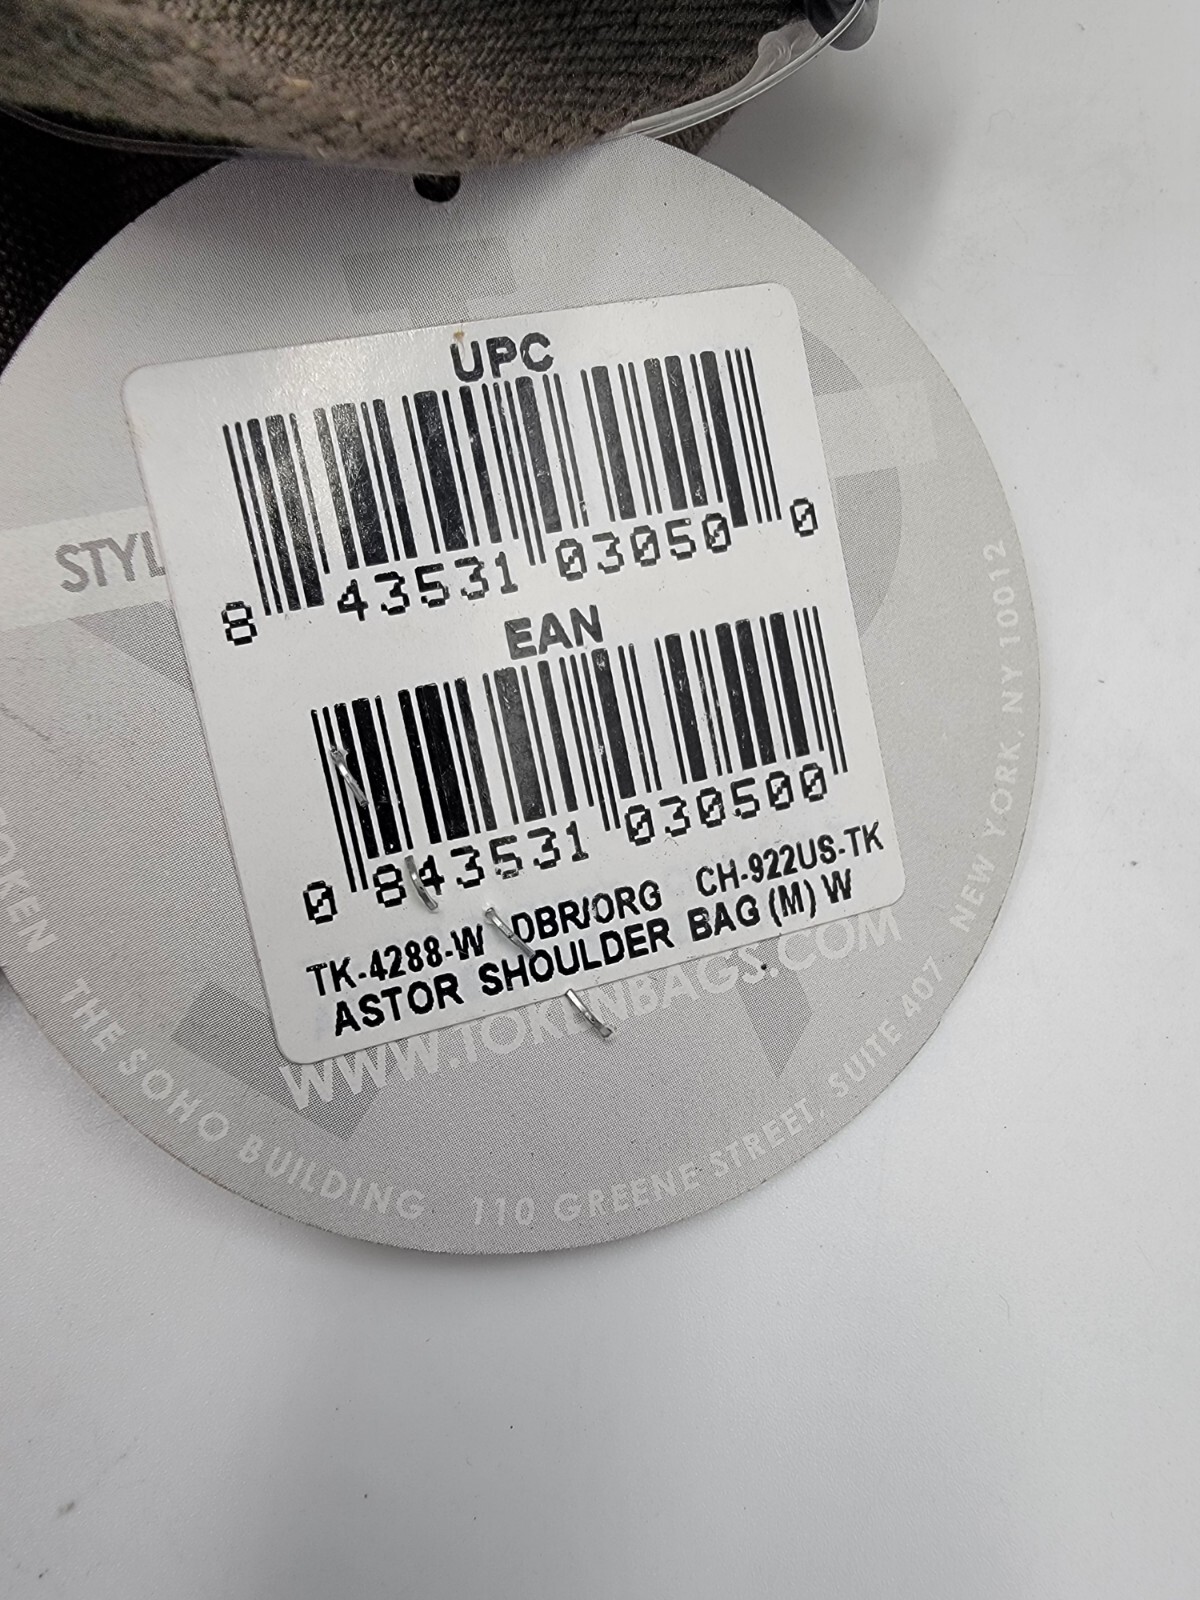 UPC
8 43531 03050 0
EAN
0 843531 030500
TK-4288-W DBR/ORG CH-922US-TK
ASTOR SHOULDER BAG (M) W
STYL
WWW.TOKENBAGS.COM
OKEN THE SOHO BUILDING 110 GREENE STREET, SUITE 407 NEW YORK, NY 10012